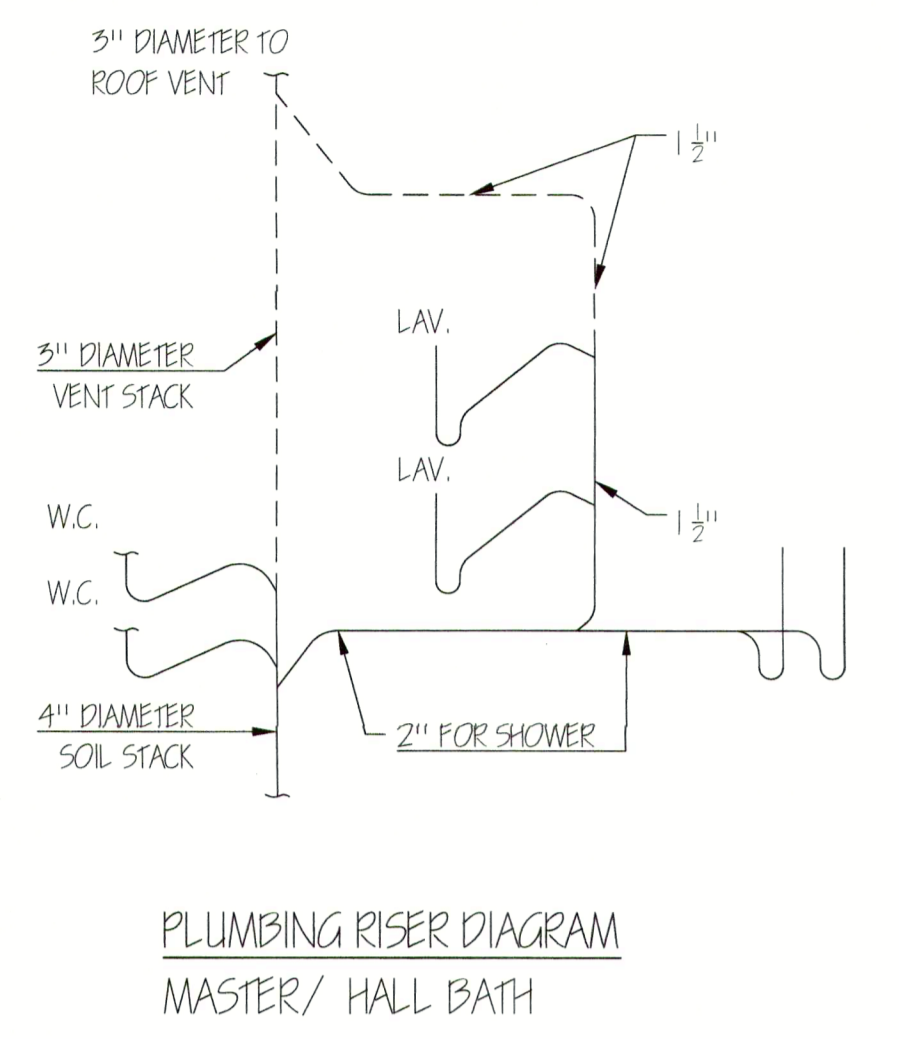 3" DIAMETER TO
ROOF VENT
1 1/2"
LAV.
3" DIAMETER
VENT STACK
LAV.
W.C.
1 1/2"
W.C.
4" DIAMETER
SOIL STACK
2" FOR SHOWER
PLUMBING RISER DIAGRAM
MASTER/ HALL BATH